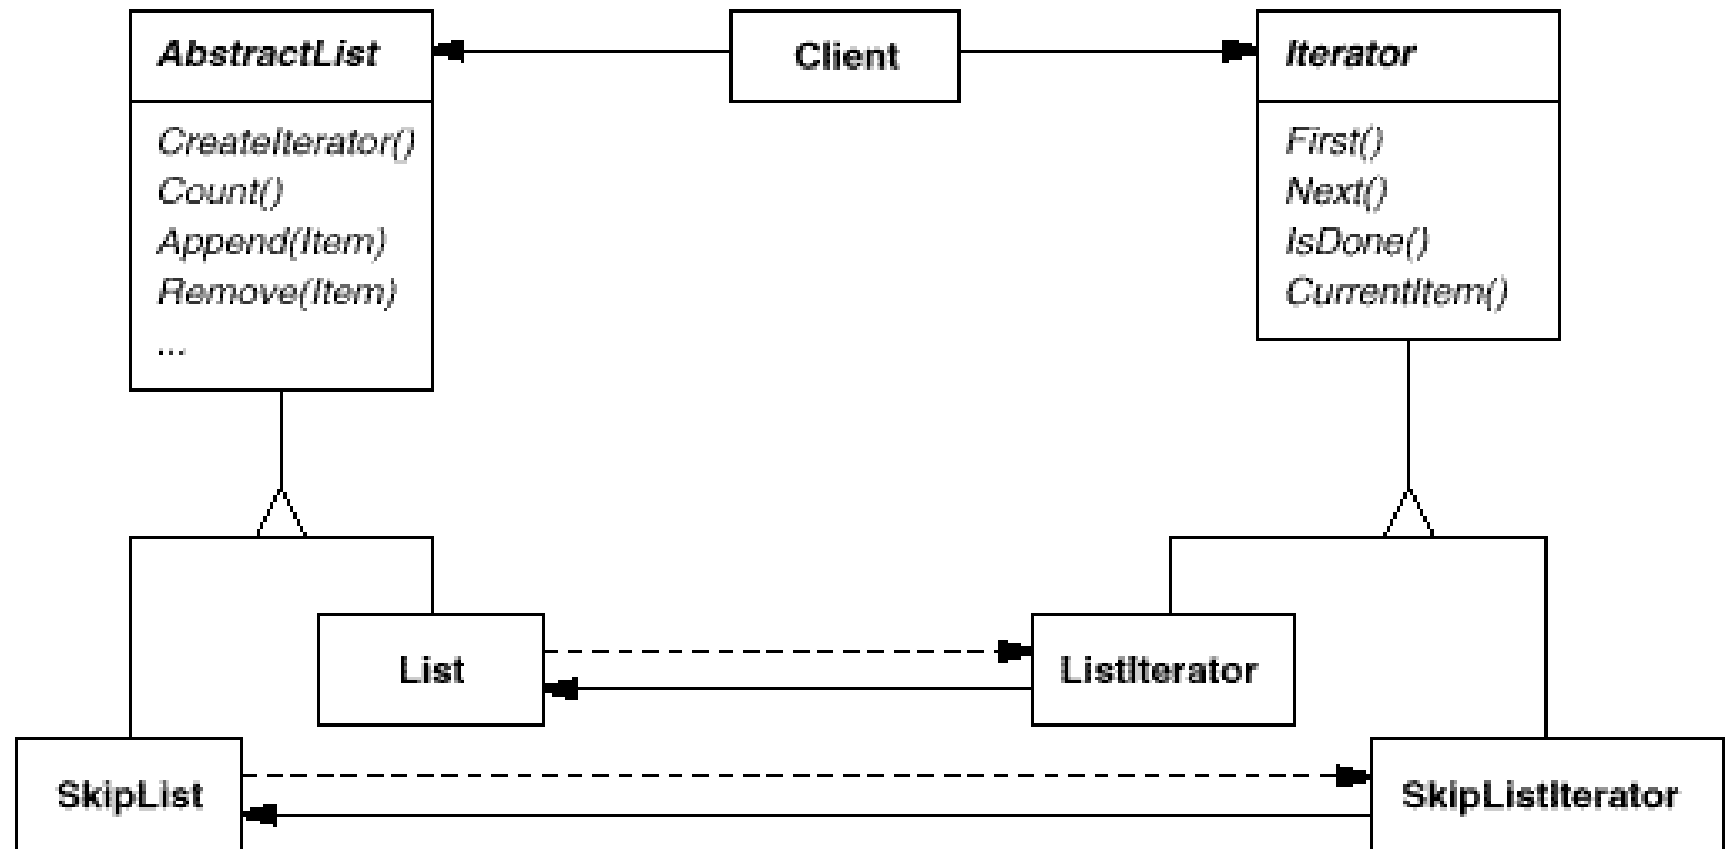 AbstractList
CreateIterator()
Count()
Append(Item)
Remove(Item)
...
Client
Iterator
First()
Next()
IsDone()
CurrentItem()
List
ListIterator
SkipList
SkipListIterator